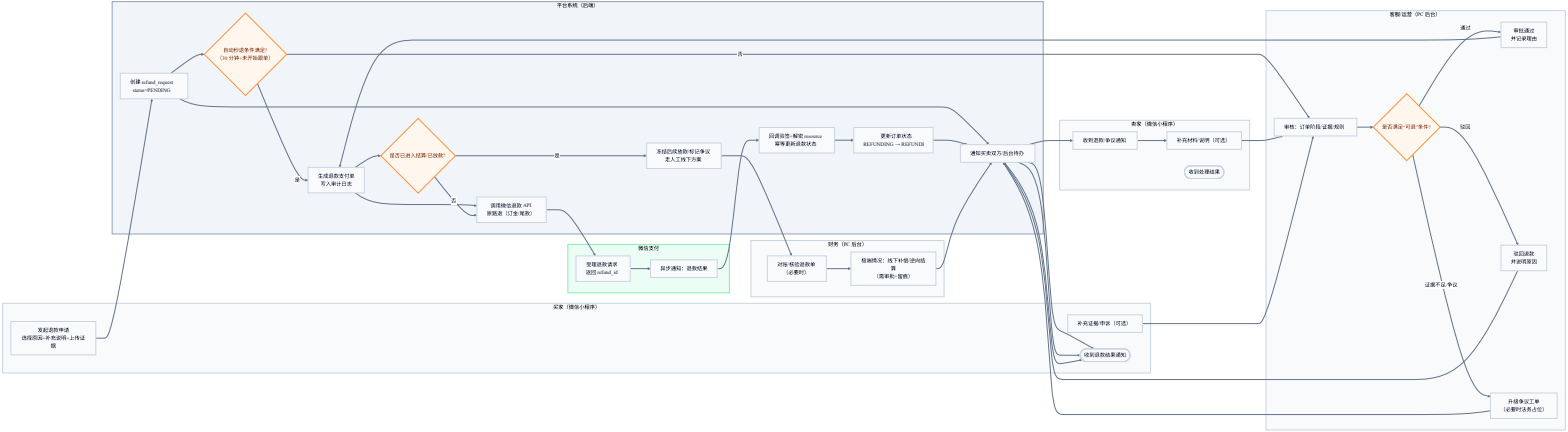 平台系统（后端）
自动秒退条件满足？
（30 分钟+未开始跟单）
创建 refund_request
status=PENDING
是
否
生成退款支付单
写入审计日志
是否已进入结算/已放款？
是
否
调用微信退款 API
原路退（订金/尾款）
冻结后续放款/标记争议
走人工线下方案
回调验签+解密 resource
幂等更新退款状态
更新订单状态
REFUNDING → REFUNDED
通知买卖双方/后台待办
微信支付
受理退款请求
返回 refund_id
异步通知：退款结果
财务（PC 后台）
对账/核验退款单
（必要时）
极端情况：线下补偿/逆向结
算
（需审批+留痕）
卖家（微信小程序）
收到退款/争议通知
补充材料/说明（可选）
收到处理结果
买家（微信小程序）
发起退款申请
选择原因+补充说明+上传证
据
补充证据/申诉（可选）
收到退款结果通知
客服/运营（PC 后台）
审核：订单阶段/证据/规则
是否满足“可退”条件？
通过
驳回
证据不足/争议
审批通过
并记录理由
驳回退款
并说明原因
升级争议工单
（必要时法务占位）